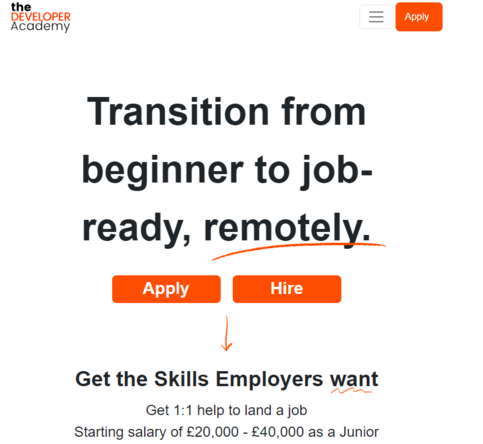 the
DEVELOPER
Academy
Apply
Transition from
beginner to job-
ready, remotely.
Apply
Hire
Get the Skills Employers want
Get 1:1 help to land a job
Starting salary of £20,000 - £40,000 as a Junior